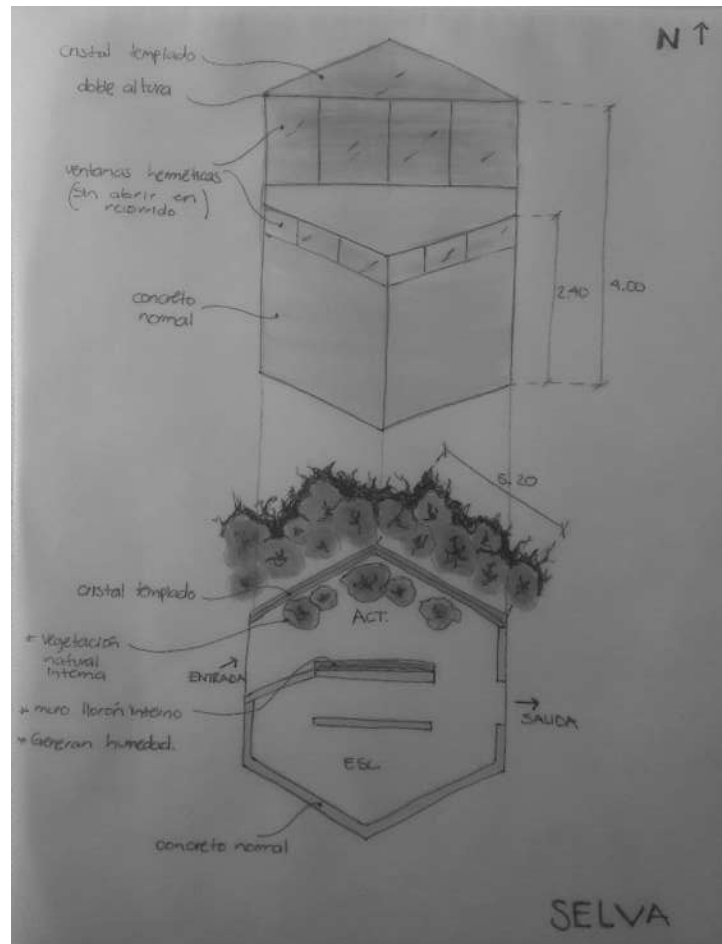 N ↑
cristal templado
doble altura
ventanas herméticas
(sin abrir en
recorrido)
concreto
normal
2.40
4.00
5.20
cristal templado
* vegetación
natural
interna
ACT.
→
ENTRADA
* muro llorón interno
* Generan humedad.
→
SALIDA
ESC.
concreto normal
SELVA